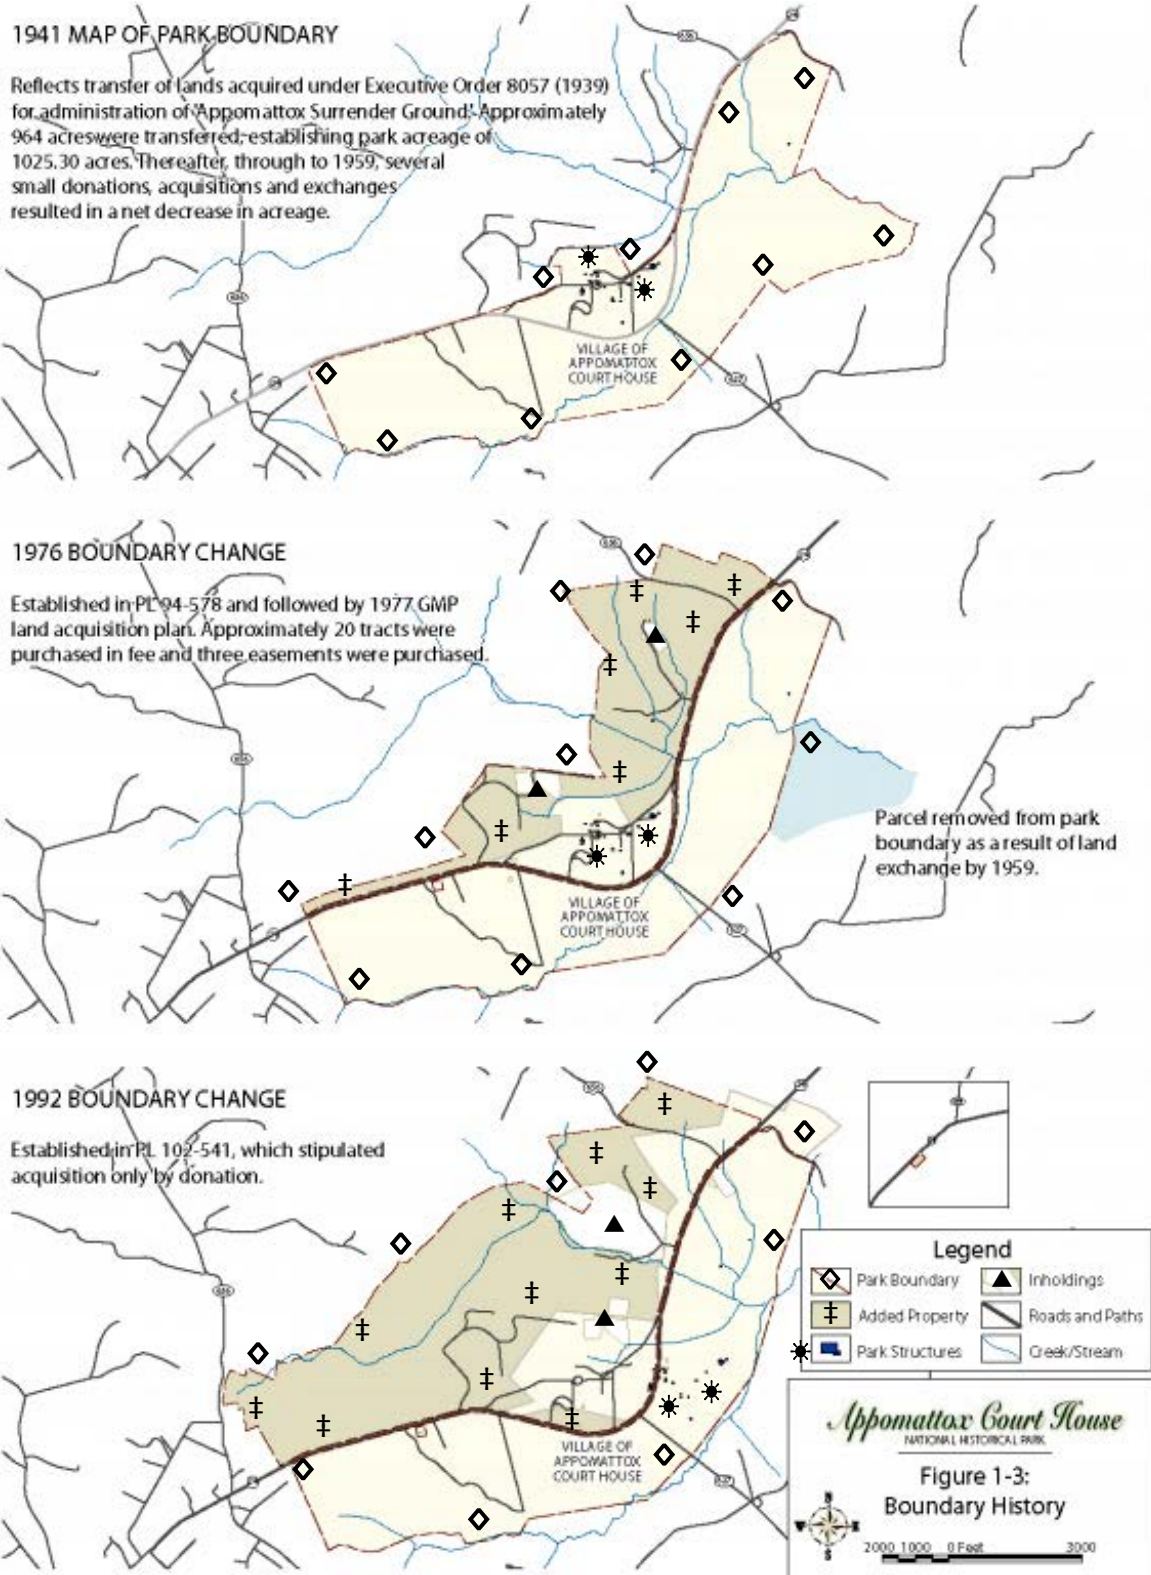 1941 MAP OF PARK BOUNDARY
Reflects transfer of lands acquired under Executive Order 8057 (1939)
for administration of "Appomattox Surrender Ground." Approximately
964 acreswere transferred, establishing park acreage of
1025.30 acres. Thereafter, through to 1959, several
small donations, acquisitions and exchanges
resulted in a net decrease in acreage.
VILLAGE OF
APPOMATTOX
COURT HOUSE
1976 BOUNDARY CHANGE
Established in PL 94-578 and followed by 1977 GMP
land acquisition plan. Approximately 20 tracts were
purchased in fee and three easements were purchased.
Parcel removed from park
boundary as a result of land
exchange by 1959.
VILLAGE OF
APPOMATTOX
COURT HOUSE
1992 BOUNDARY CHANGE
Established in PL 102-541, which stipulated
acquisition only by donation.
VILLAGE OF
APPOMATTOX
COURT HOUSE
Legend
Park Boundary
Inholdings
Added Property
Roads and Paths
Park Structures
Creek/Stream
Appomattox Court House
NATIONAL HISTORICAL PARK
Figure 1-3:
Boundary History
N
W E
S
2000 1000 0 Feet 3000